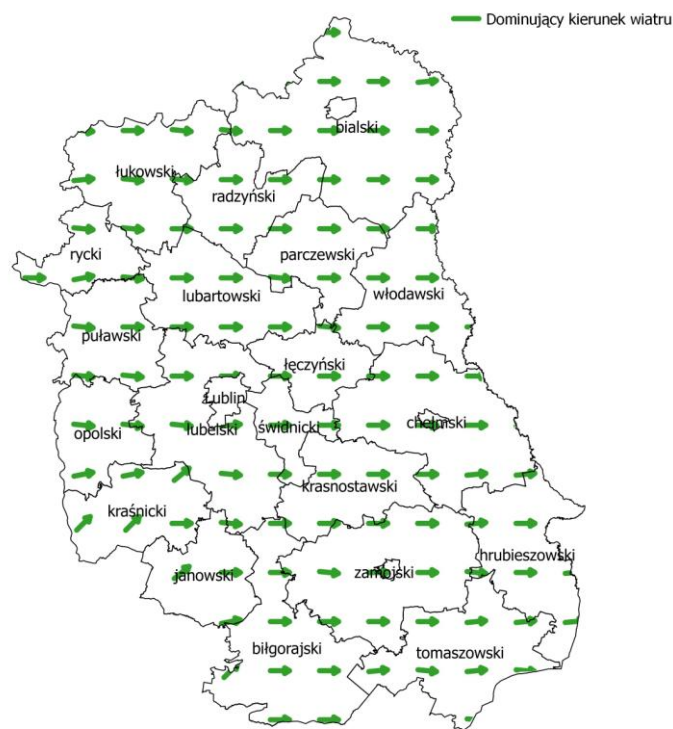 Dominujący kierunek wiatru
bialski
łukowski
radzyński
rycki
parczewski
lubartowski
włodawski
puławski
łęczyński
Lublin
opolski
lubelski
świdnicki
chełmski
kraśnicki
krasnostawski
janowski
zamojski
hrubieszowski
biłgorajski
tomaszowski